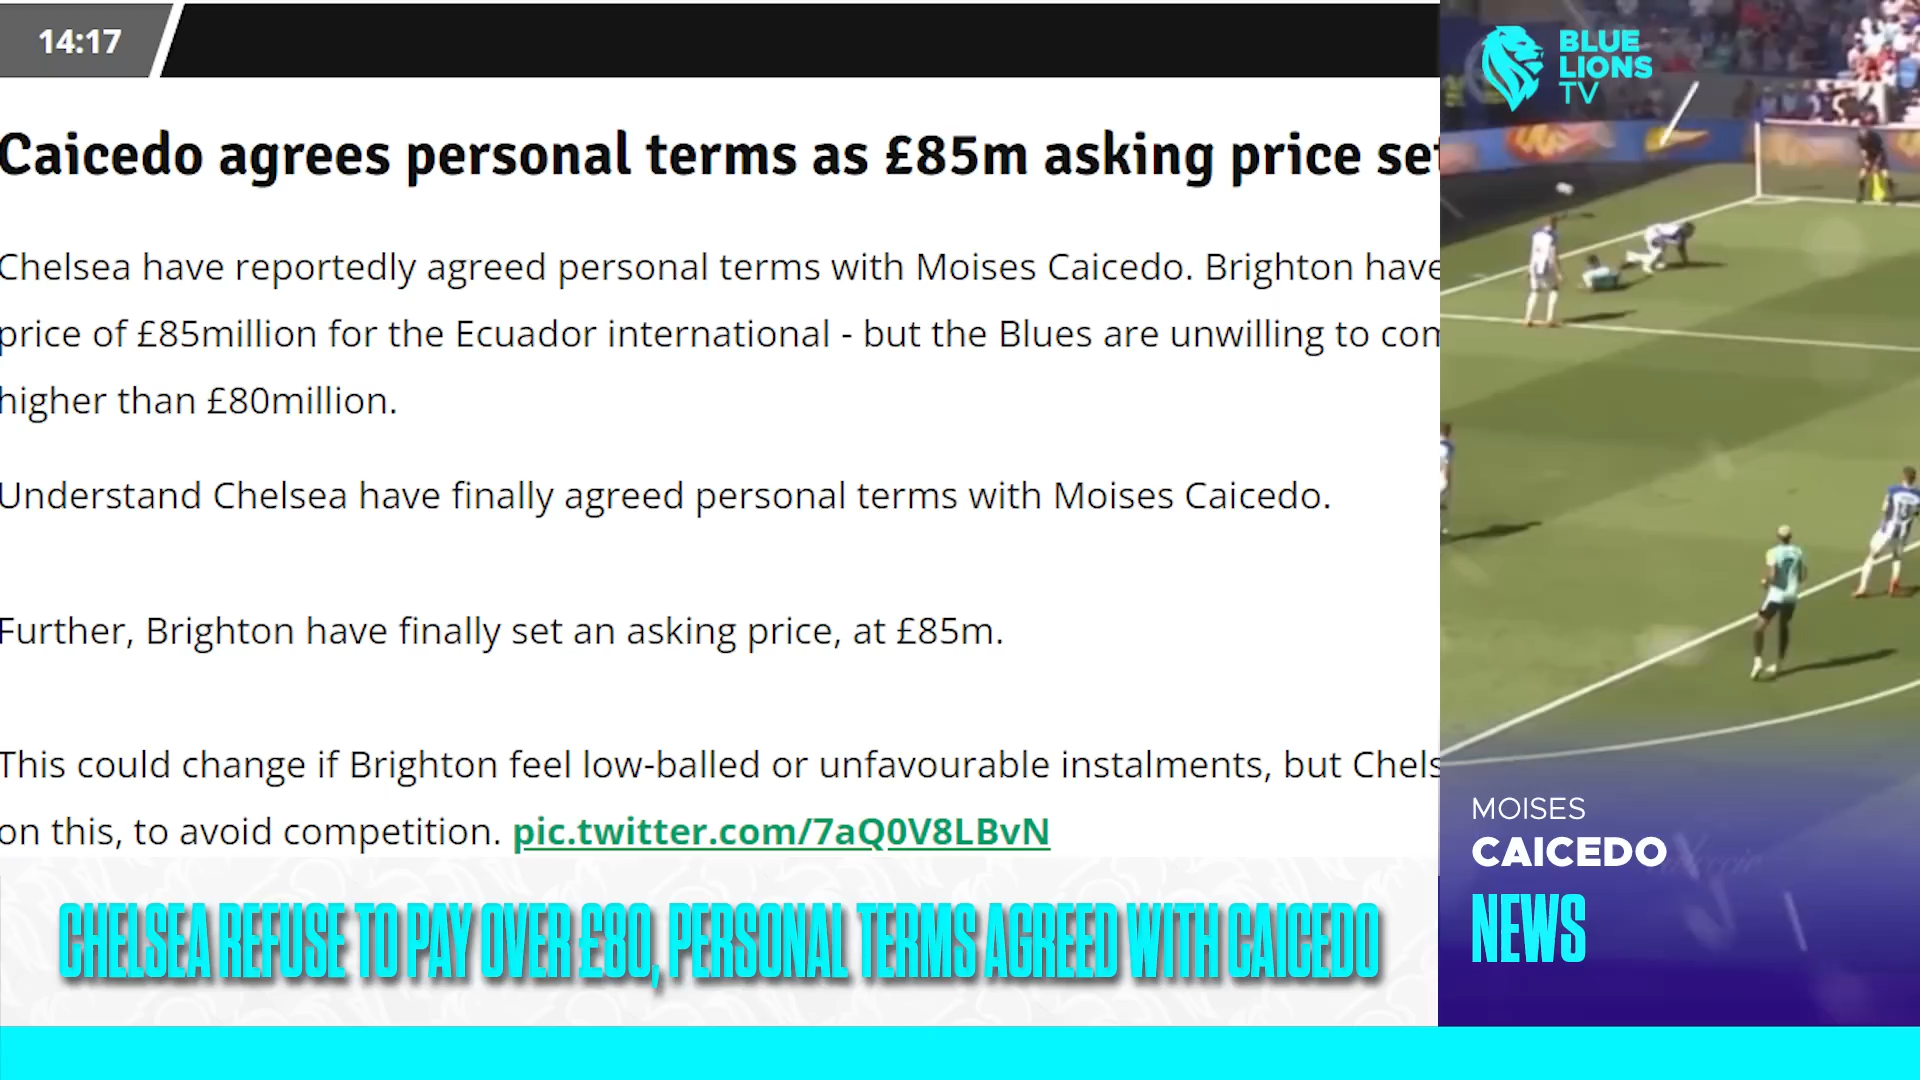 14:17
Caicedo agrees personal terms as £85m asking price set
Chelsea have reportedly agreed personal terms with Moises Caicedo. Brighton have
price of £85million for the Ecuador international - but the Blues are unwilling to
higher than £80million.
Understand Chelsea have finally agreed personal terms with Moises Caicedo.
Further, Brighton have finally set an asking price, at £85m.
This could change if Brighton feel low-balled or unfavourable instalments, but
on this, to avoid competition. pic.twitter.com/7aQ0V8LBvN
CHELSEA REFUSE TO PAY OVER £80, PERSONAL TERMS AGREED WITH CAICEDO
BLUE
LIONS
TV
MOISES
CAICEDO
NEWS